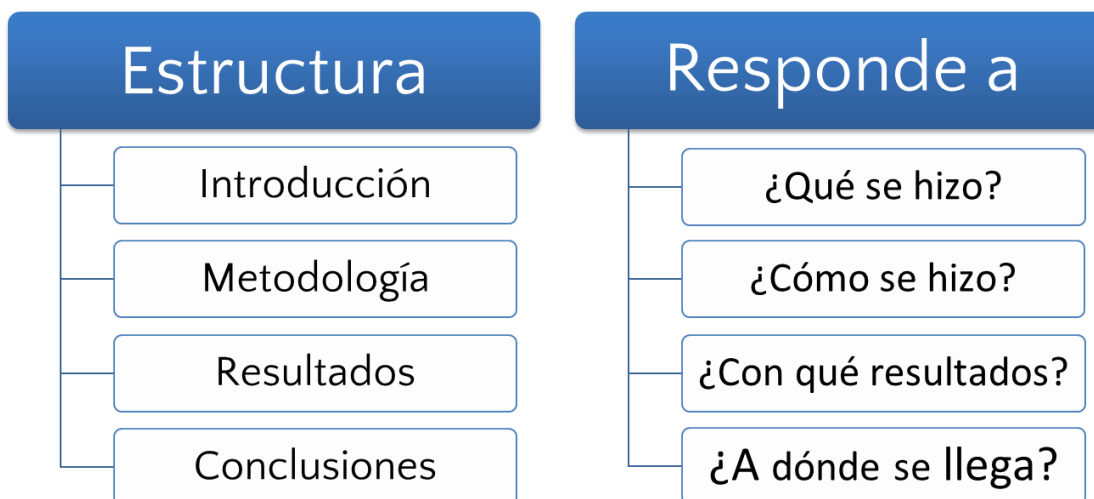 Estructura
Introducción
Metodología
Resultados
Conclusiones
Responde a
¿Qué se hizo?
¿Cómo se hizo?
¿Con qué resultados?
¿A dónde se llega?